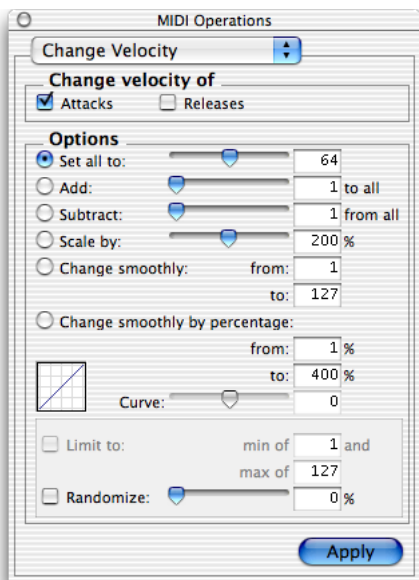 MIDI Operations
Change Velocity
Change velocity of
Attacks Releases
Options
Set all to: 64
Add: 1 to all
Subtract: 1 from all
Scale by: 200 %
Change smoothly: from: 1
to: 127
Change smoothly by percentage:
from: 1 %
to: 400 %
Curve: 0
Limit to: min of 1 and
max of 127
Randomize: 0 %
Apply